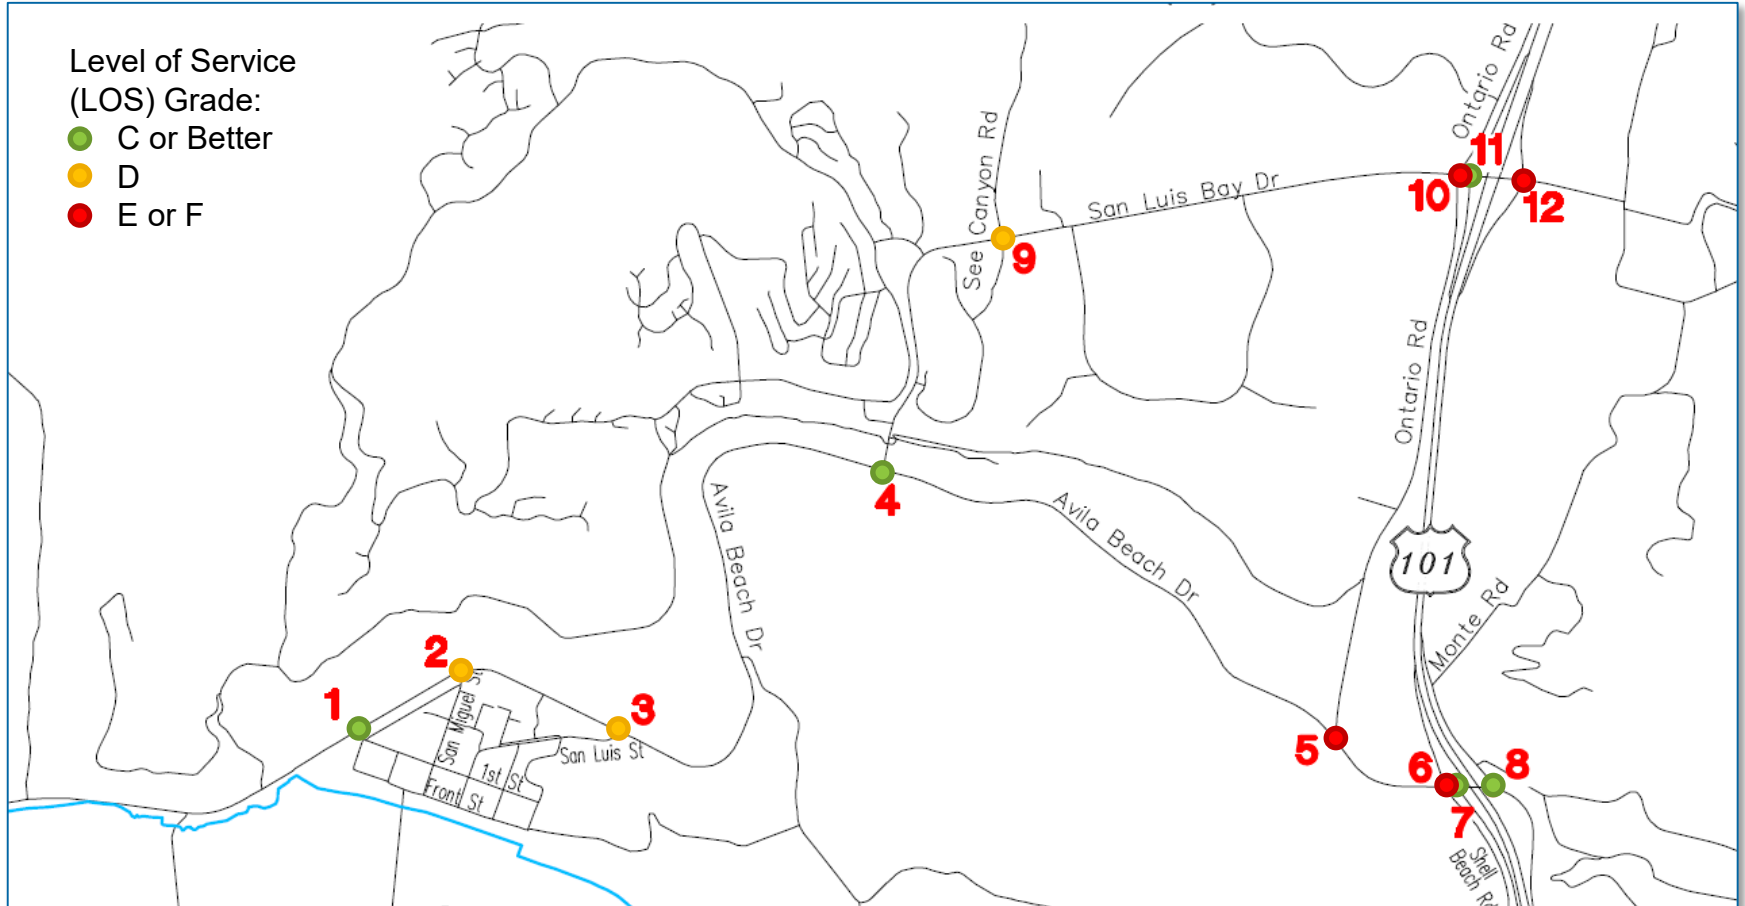 Level of Service
(LOS) Grade:
C or Better
D
E or F
Ontario Rd
See Canyon Rd
San Luis Bay Dr
11
10
12
9
Ontario Rd
4
Avila Beach Dr
Avila Beach Dr
101
Monte Rd
2
1
3
San Miguel St
San Luis St
1st St
Front St
5
6
8
7
Shell
Beach Rd